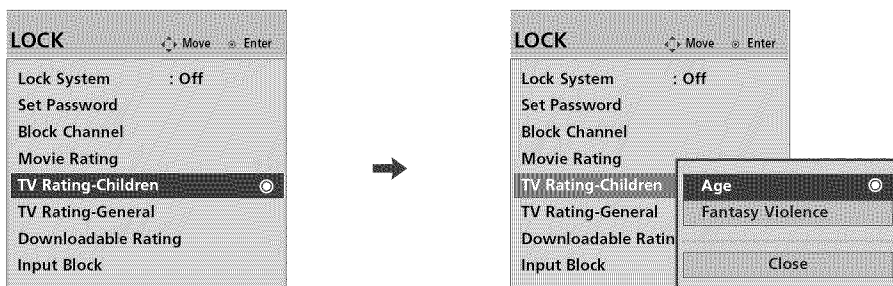 LOCK Move Enter
Lock System : Off
Set Password
Block Channel
Movie Rating
TV Rating-Children
TV Rating-General
Downloadable Rating
Input Block
LOCK Move Enter
Lock System : Off
Set Password
Block Channel
Movie Rating
TV Rating-Children
TV Rating-General
Downloadable Ratin
Input Block
Age
Fantasy Violence
Close